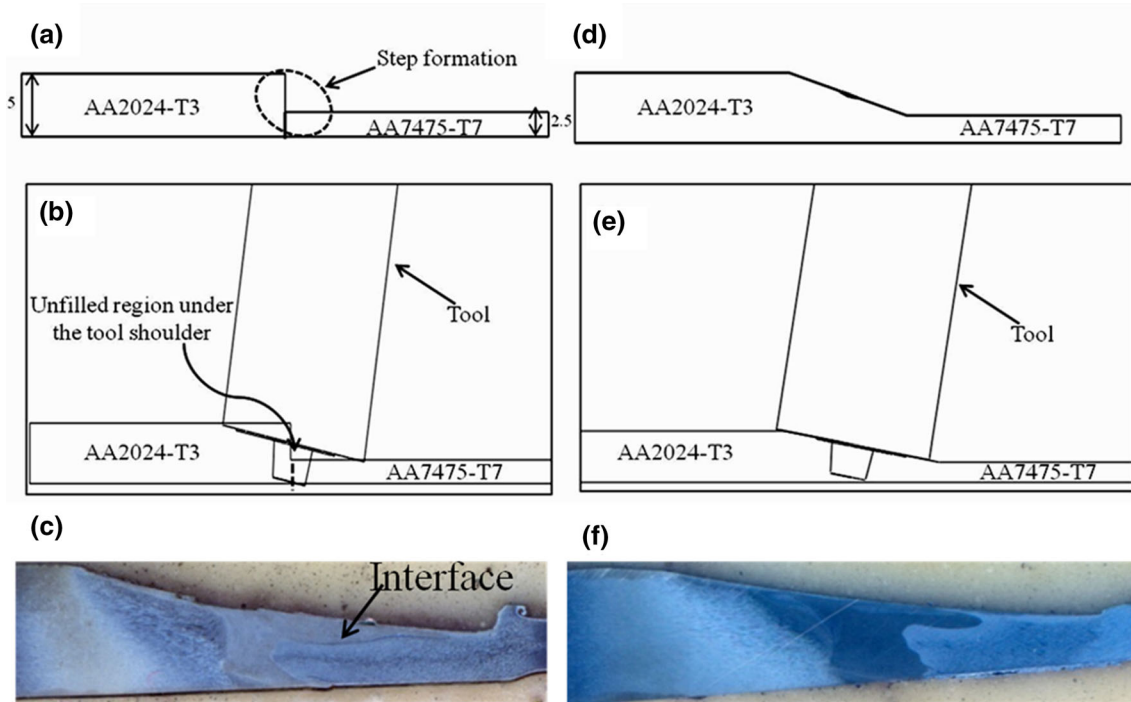 (a)
Step formation
5
AA2024-T3
AA7475-T7
2.5
(d)
AA2024-T3
AA7475-T7
(b)
Unfilled region under
the tool shoulder
Tool
AA2024-T3
AA7475-T7
(e)
Tool
AA2024-T3
AA7475-T7
(c)
Interface
(f)